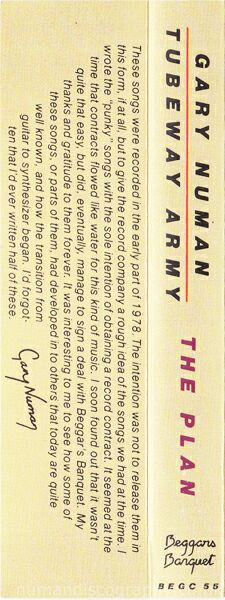 GARY NUMAN
TUBEWAY ARMY THE PLAN
Beggars
Banquet
BEGC 55
These songs were recorded in the early part of 1978. The intention was not to release them in
this form, if at all, but to give the record company a rough idea of the songs we had at the time. I
wrote the "punky" songs with the sole intention of obtaining a record contract. It seemed at the
time that contracts flowed like water for this kind of music. I soon found out that it wasn't
quite that easy, but did, eventually, manage to sign a deal with Beggar's Banquet. My
thanks and gratitude to them forever. It was interesting to me to see how some of
these songs, or parts of them, had developed in to others that today are quite
well known, and how the transition from
guitar to synthesizer began. I'd forgot-
ten that I'd ever written half of these.
Gary Numan
numandiscography